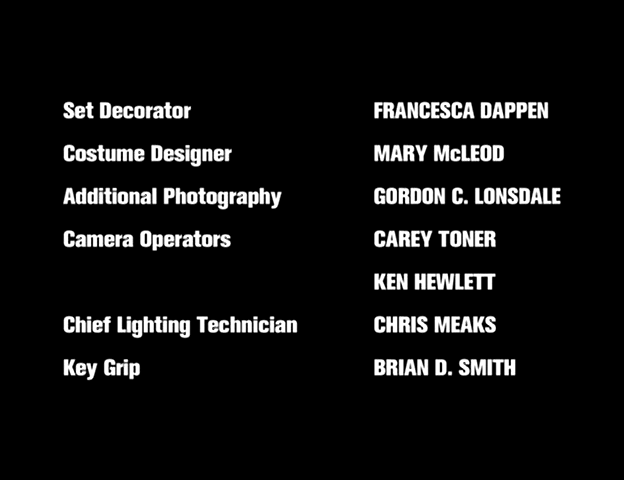 Set Decorator FRANCESCA DAPPEN
Costume Designer MARY McLEOD
Additional Photography GORDON C. LONSDALE
Camera Operators CAREY TONER
KEN HEWLETT
Chief Lighting Technician CHRIS MEAKS
Key Grip BRIAN D. SMITH